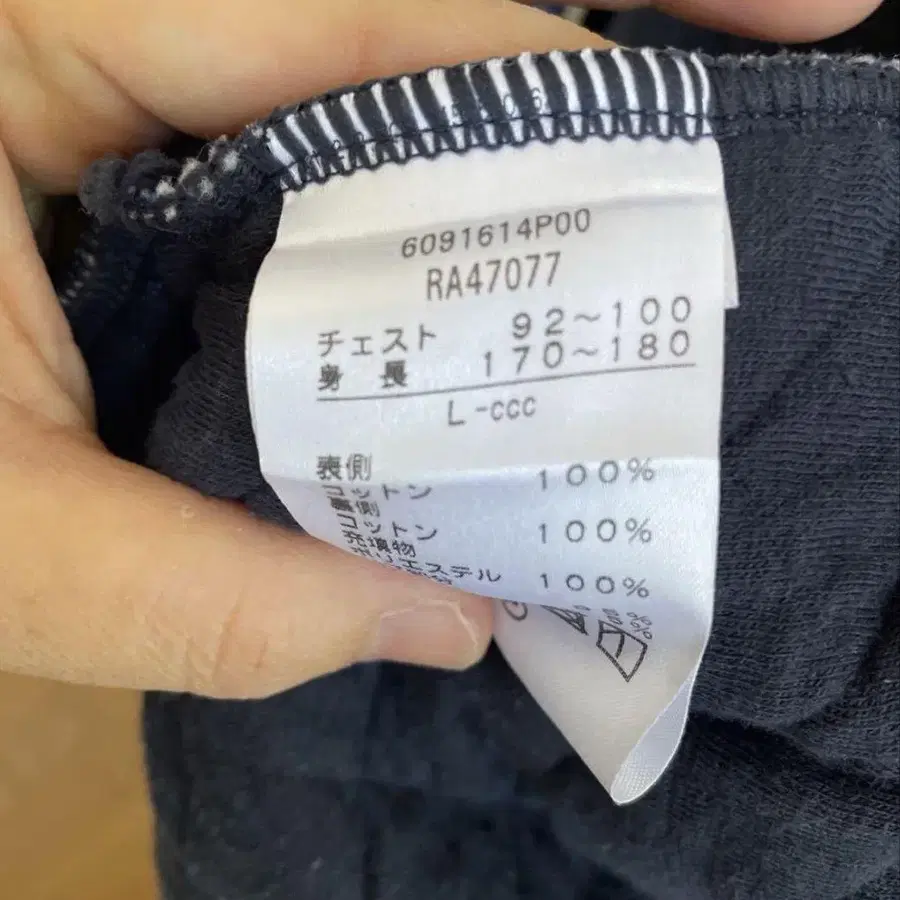 6091614P00
RA47077
チェスト 92〜100
身長 170〜180
L-ccc
表側
コットン 100%
裏側
コットン 100%
充填物
ポリエステル 100%